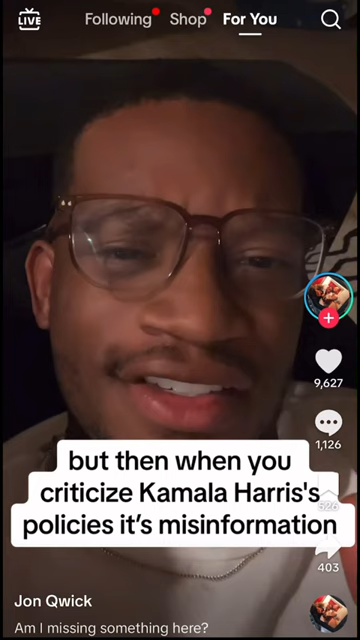 LIVE
Following
Shop
For You
9,627
1,126
but then when you
criticize Kamala Harris's
policies it's misinformation
526
403
Jon Qwick
Am I missing something here?